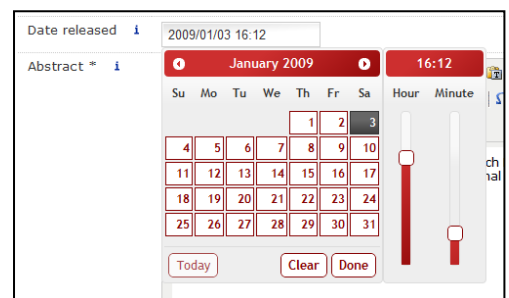 Date released i 2009/01/03 16:12
Abstract * i
January 2009 16:12
Su Mo Tu We Th Fr Sa Hour Minute
1 2 3
4 5 6 7 8 9 10
11 12 13 14 15 16 17
18 19 20 21 22 23 24
25 26 27 28 29 30 31
Today Clear Done